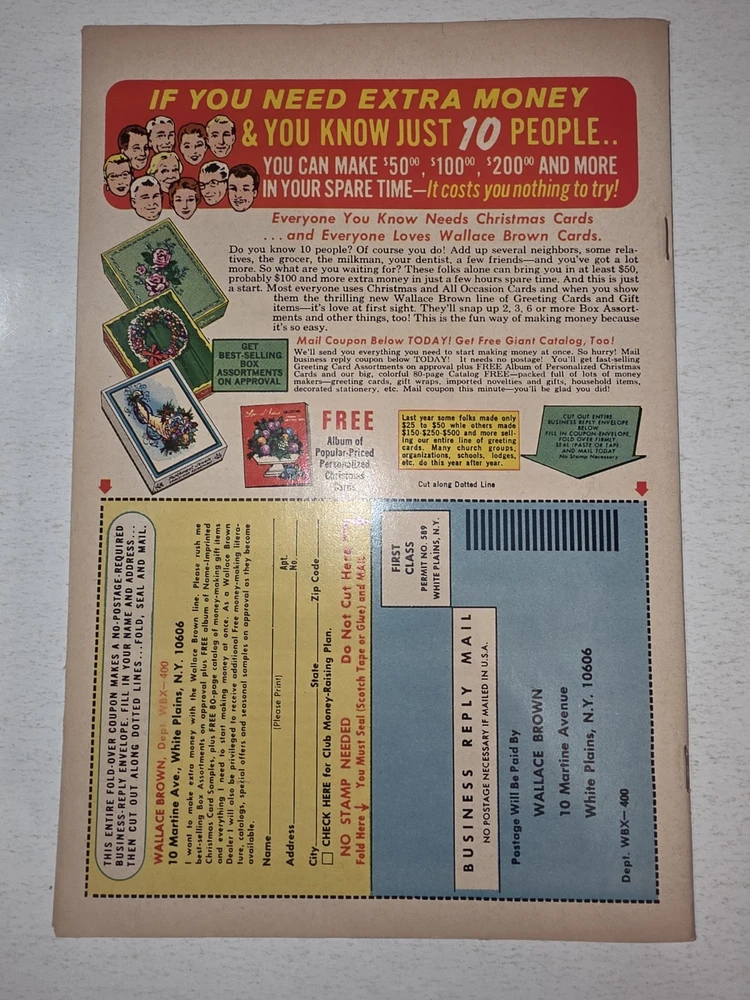 IF YOU NEED EXTRA MONEY
& YOU KNOW JUST 10 PEOPLE..
YOU CAN MAKE $50⁰⁰, $100⁰⁰, $200⁰⁰ AND MORE
IN YOUR SPARE TIME—It costs you nothing to try!
Everyone You Know Needs Christmas Cards
. . . and Everyone Loves Wallace Brown Cards.
Do you know 10 people? Of course you do! Add up several neighbors, some rela-
tives, the grocer, the milkman, your dentist, a few friends—and you've got a lot
more. So what are you waiting for? These folks alone can bring you in at least $50,
probably $100 and more extra money in just a few hours spare time. And this is just
a start. Most everyone uses Christmas and All Occasion Cards and when you show
them the thrilling new Wallace Brown line of Greeting Cards and Gift
items—it's love at first sight. They'll snap up 2, 3, 6 or more Box Assort-
ments and other things, too! This is the fun way of making money because
it's so easy.
GET
BEST-SELLING
BOX
ASSORTMENTS
ON APPROVAL
Mail Coupon Below TODAY! Get Free Giant Catalog, Too!
We'll send you everything you need to start making money at once. So hurry! Mail
business reply coupon below TODAY! It needs no postage! You'll get fast-selling
Greeting Card Assortments on approval plus FREE Album of Personalized Christmas
Cards and our big, colorful 80-page Catalog FREE—packed full of lots of money
makers—greeting cards, gift wraps, imported novelties and gifts, household items,
decorated stationery, etc. Mail coupon this minute—you'll be glad you did!
FREE
Album of
Popular-Priced
Personalized
Christmas
Cards
Last year some folks made only
$25 to $50 while others made
$150-$250-$500 and more sell-
ing our entire line of greeting
cards. Many church groups,
organizations, schools, lodges,
etc. do this year after year.
CUT OUT ENTIRE
BUSINESS REPLY ENVELOPE
BELOW
FILL IN COUPON-ENVELOPE,
FOLD OVER FIRMLY,
SEAL (PASTE OR TAPE)
AND MAIL TODAY
No Stamp Necessary
Cut along Dotted Line
THIS ENTIRE FOLD-OVER COUPON MAKES A NO-POSTAGE-REQUIRED
BUSINESS-REPLY ENVELOPE. FILL IN YOUR NAME AND ADDRESS...
THEN CUT OUT ALONG DOTTED LINES...FOLD, SEAL AND MAIL.
WALLACE BROWN, Dept. WBX—400
10 Martine Ave., White Plains, N.Y. 10606
I want to make extra money with the Wallace Brown line. Please rush me
best-selling Box Assortments on approval plus FREE album of Name-Imprinted
Christmas Card Samples, plus FREE 80-page catalog of money-making gift items
and everything I need to start making money at once. As a Wallace Brown
Dealer I will also be privileged to receive additional Free money-making litera-
ture, catalogs, special offers and seasonal samples on approval as they become
available.
Name
(Please Print)
Address
Apt. No.
City
State
Zip Code
CHECK HERE for Club Money-Raising Plan.
NO STAMP NEEDED
Do Not Cut Here
Fold Here
You Must Seal (Scotch Tape or Glue) and MAIL
FIRST
CLASS
PERMIT NO. 589
WHITE PLAINS, N.Y.
BUSINESS REPLY MAIL
NO POSTAGE NECESSARY IF MAILED IN U.S.A.
Postage Will Be Paid By
WALLACE BROWN
10 Martine Avenue
White Plains, N.Y. 10606
Dept. WBX—400